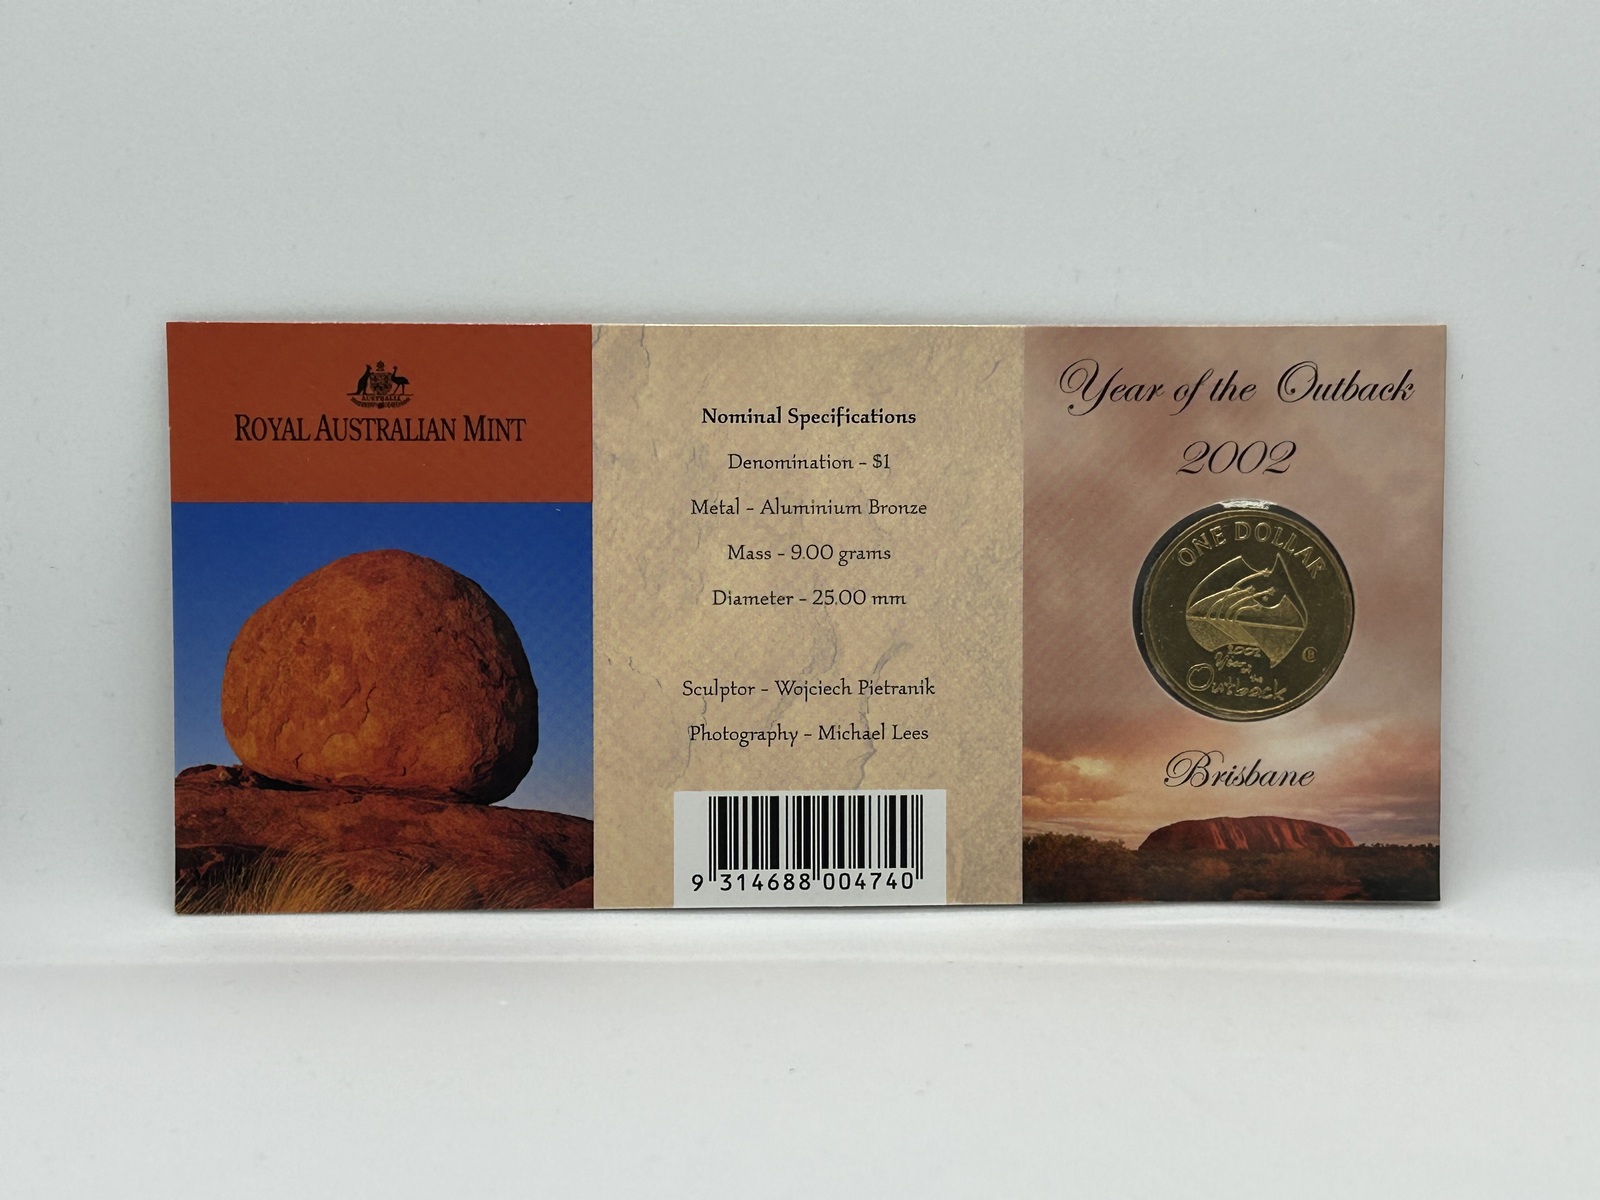 AUSTRALIA
ROYAL AUSTRALIAN MINT
Nominal Specifications
Denomination - $1
Metal - Aluminium Bronze
Mass - 9.00 grams
Diameter - 25.00 mm
Sculptor - Wojciech Pietranik
Photography - Michael Lees
9 314688 004740
Year of the Outback
2002
ONE DOLLAR
2002
Year of the
Outback
B
Brisbane